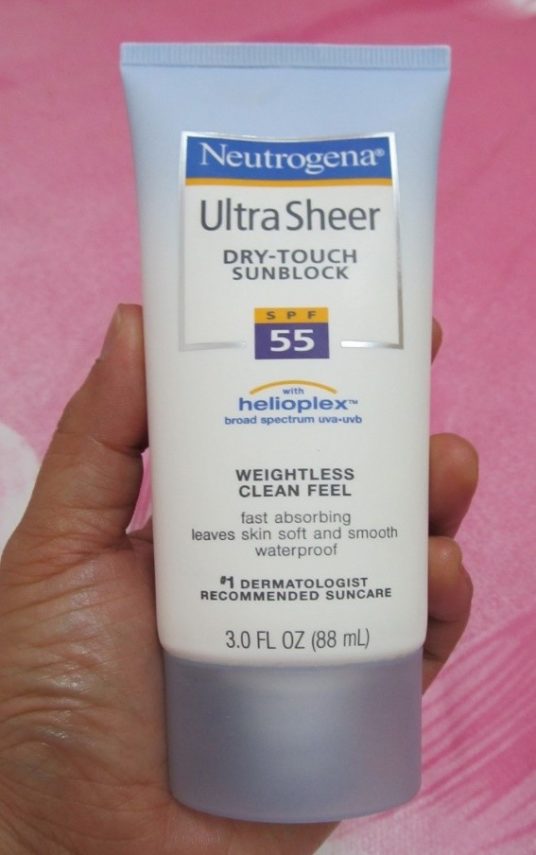 Neutrogena®
Ultra Sheer
DRY-TOUCH
SUNBLOCK
SPF
55
with
helioplex™
broad spectrum uva•uvb
WEIGHTLESS
CLEAN FEEL
fast absorbing
leaves skin soft and smooth
waterproof
#1 DERMATOLOGIST
RECOMMENDED SUNCARE
3.0 FL OZ (88 mL)